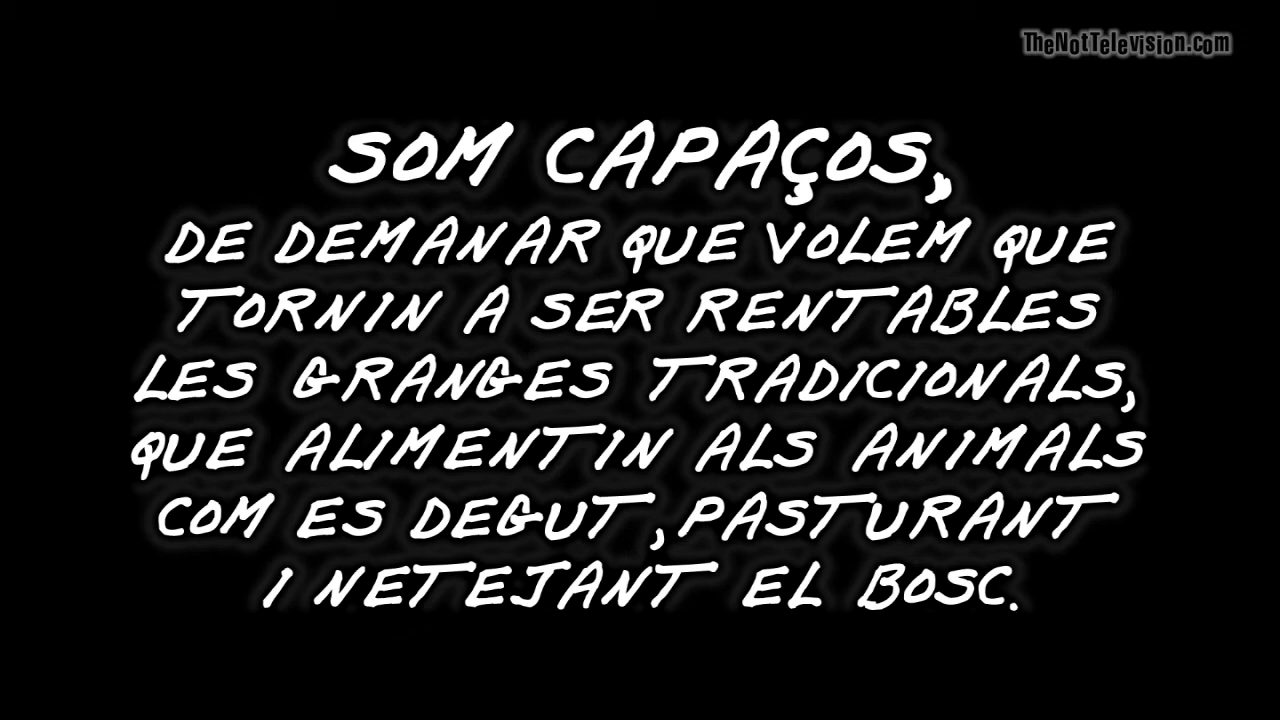 TheNotTelevision.com
SOM CAPAÇOS,
DE DEMANAR QUE VOLEM QUE
TORNIN A SER RENTABLES
LES GRANGES TRADICIONALS,
QUE ALIMENTIN ALS ANIMALS
COM ES DEGUT, PASTURANT
I NETEJANT EL BOSC.